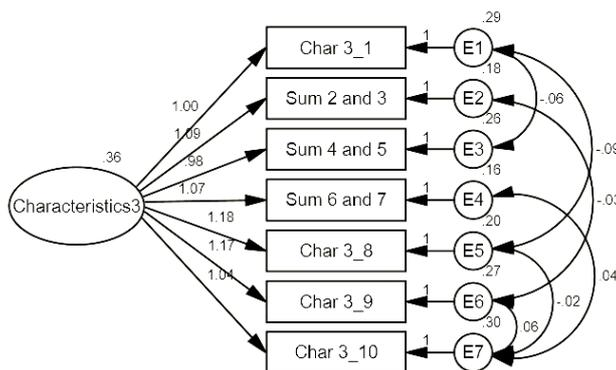 .29
Char 3_1
1
E1
.18
1.00
Sum 2 and 3
1
E2
-.06
1.09
.26
Sum 4 and 5
1
E3
-.09
.36
.98
.16
Characteristics3
1.07
Sum 6 and 7
1
E4
-.03
1.18
.20
Char 3_8
1
E5
1.17
.27
.04
1.04
Char 3_9
1
E6
-.02
.30
.06
Char 3_10
1
E7